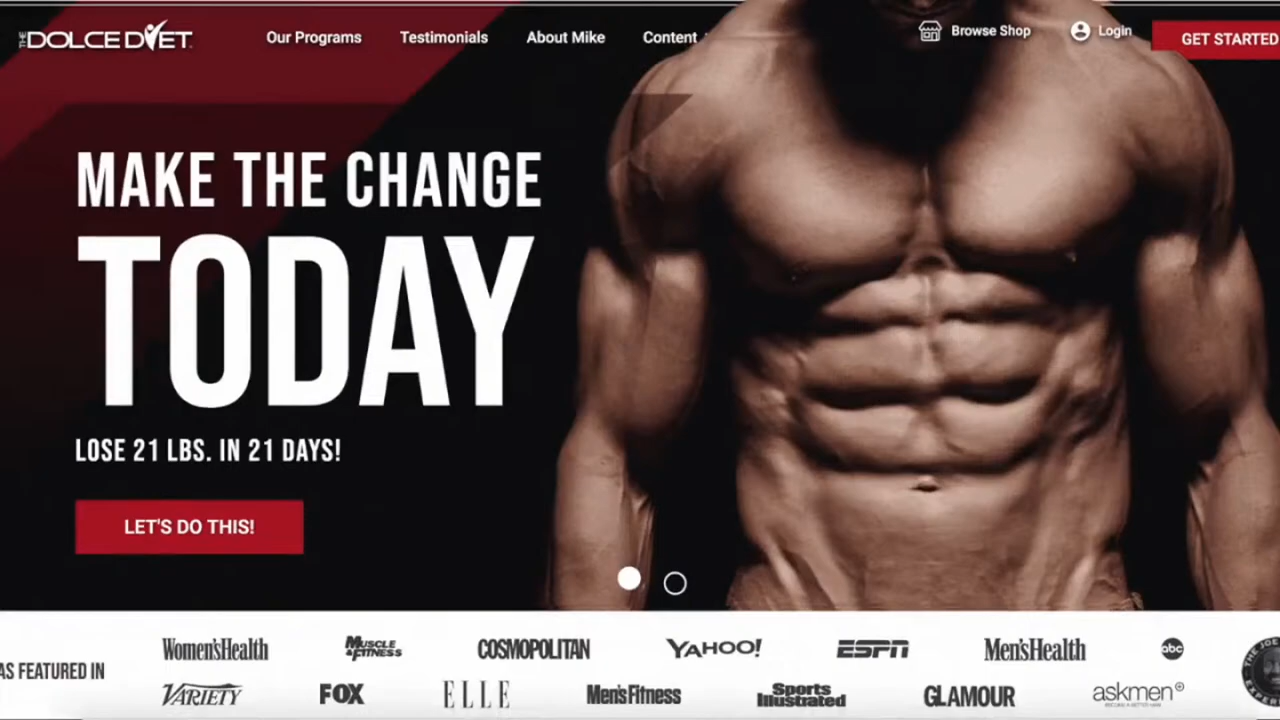 THE DOLCE DIET
Our Programs Testimonials About Mike Content Browse Shop Login GET STARTED
MAKE THE CHANGE
TODAY
LOSE 21 LBS. IN 21 DAYS!
LET'S DO THIS!
AS FEATURED IN
Women'sHealth MUSCLE &FITNESS COSMOPOLITAN YAHOO! ESPN Men'sHealth abc
VARIETY FOX ELLE Men'sFitness Sports Illustrated GLAMOUR askmen
THE JOE